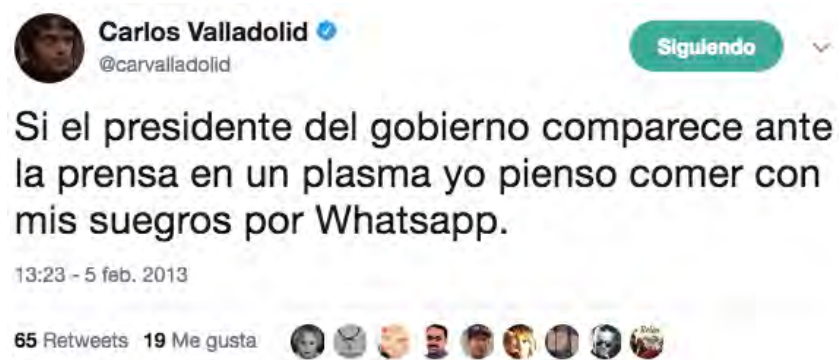 Carlos Valladolid
@carvalladolid
Siguiendo
Si el presidente del gobierno comparece ante
la prensa en un plasma yo pienso comer con
mis suegros por Whatsapp.
13:23 - 5 feb. 2013
65 Retweets 19 Me gusta